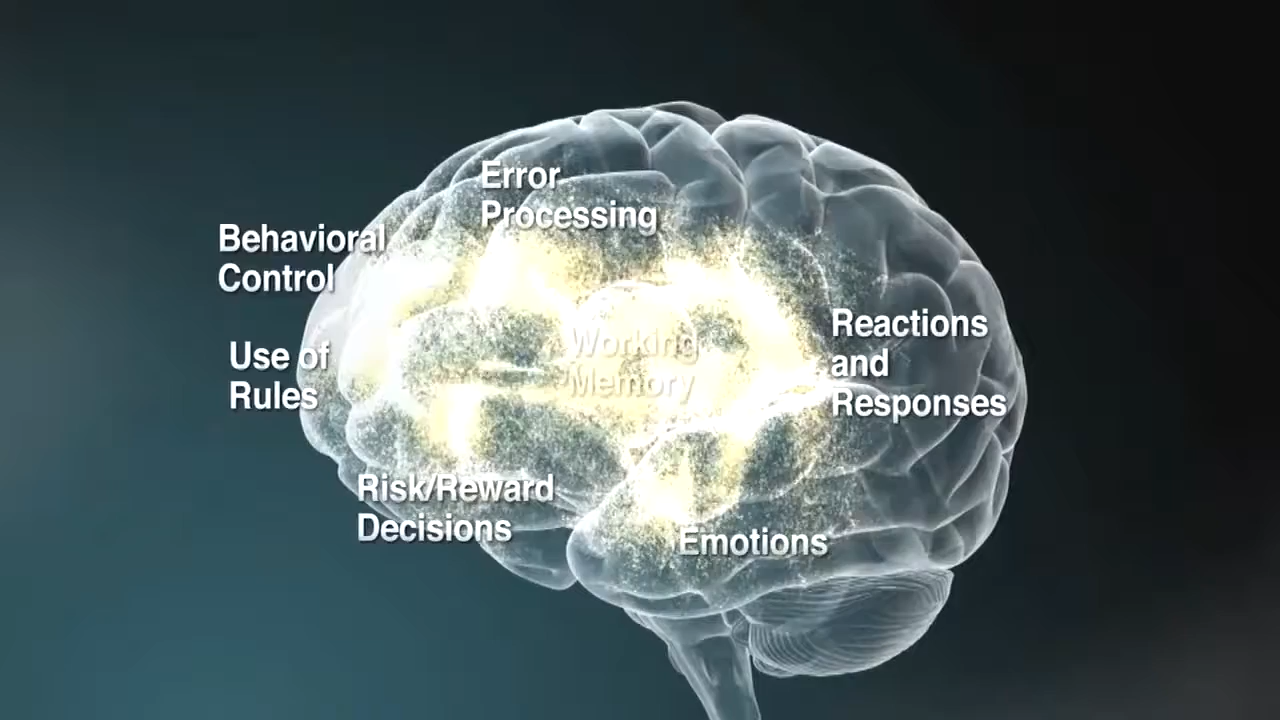 Error
Processing
Behavioral
Control
Use of
Rules
Working
Memory
Reactions
and
Responses
Risk/Reward
Decisions
Emotions